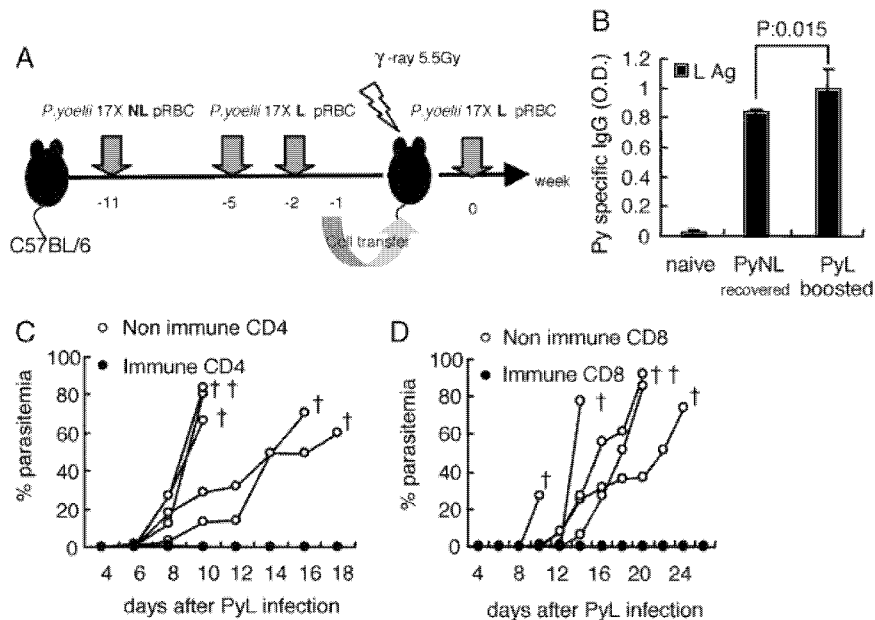 A
γ-ray 5.5Gy
P.yoelii 17X NL pRBC
P.yoelii 17X L pRBC
P.yoelii 17X L pRBC
week
-11
-5
-2
-1
0
C57BL/6
Cell transfer
B
P:0.015
L Ag
Py specific IgG (O.D.)
1.2
1
0.8
0.6
0.4
0.2
0
naive
PyNL
recovered
PyL
boosted
C
Non immune CD4
Immune CD4
% parasitemia
100
80
60
40
20
0
† †
†
†
†
4 6 8 10 12 14 16 18
days after PyL infection
D
Non immune CD8
Immune CD8
% parasitemia
100
80
60
40
20
0
†
†
† †
†
4 8 12 16 20 24
days after PyL infection